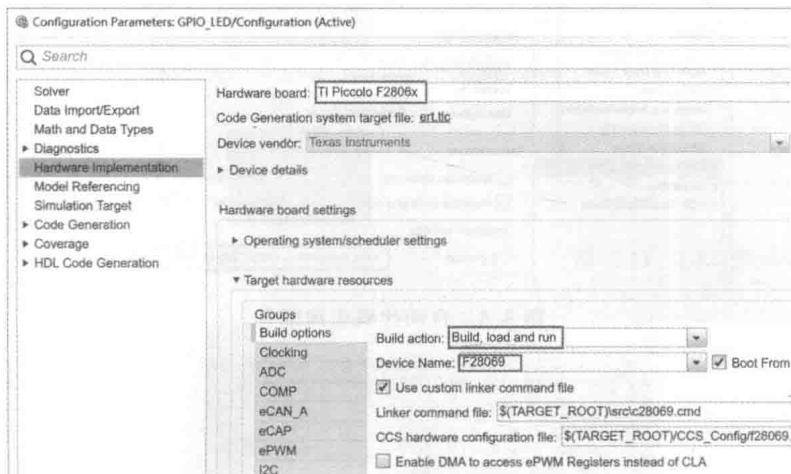 Configuration Parameters: GPIO_LED/Configuration (Active)
Search
Solver
Data Import/Export
Math and Data Types
Diagnostics
Hardware Implementation
Model Referencing
Simulation Target
Code Generation
Coverage
HDL Code Generation
Hardware board: TI Piccolo F2806x
Code Generation system target file: ert.tlc
Device vendor: Texas Instruments
Device details
Hardware board settings
Operating system/scheduler settings
Target hardware resources
Groups
Build options
Clocking
ADC
COMP
eCAN_A
eCAP
ePWM
I2C
Build action: Build, load and run
Device Name: F28069
Boot From
Use custom linker command file
Linker command file: $(TARGET_ROOT)\src\c28069.cmd
CCS hardware configuration file: $(TARGET_ROOT)/CCS_Config/f28069.
Enable DMA to access ePWM Registers instead of CLA